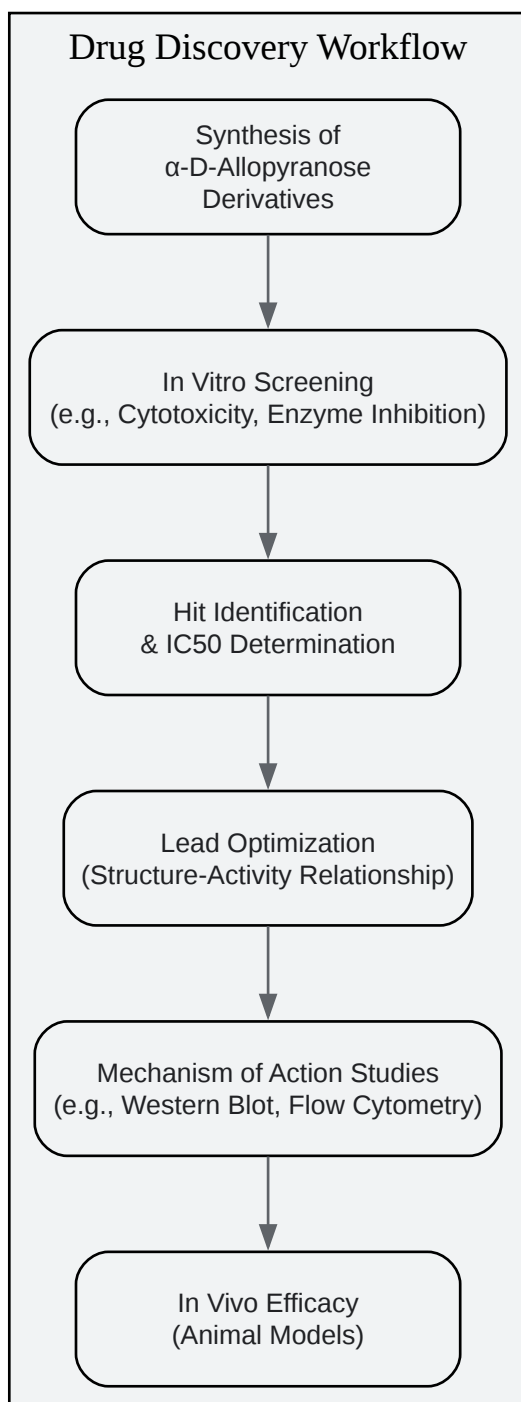 Drug Discovery Workflow
Synthesis of
α-D-Allopyranose
Derivatives
In Vitro Screening
(e.g., Cytotoxicity, Enzyme Inhibition)
Hit Identification
& IC50 Determination
Lead Optimization
(Structure-Activity Relationship)
Mechanism of Action Studies
(e.g., Western Blot, Flow Cytometry)
In Vivo Efficacy
(Animal Models)